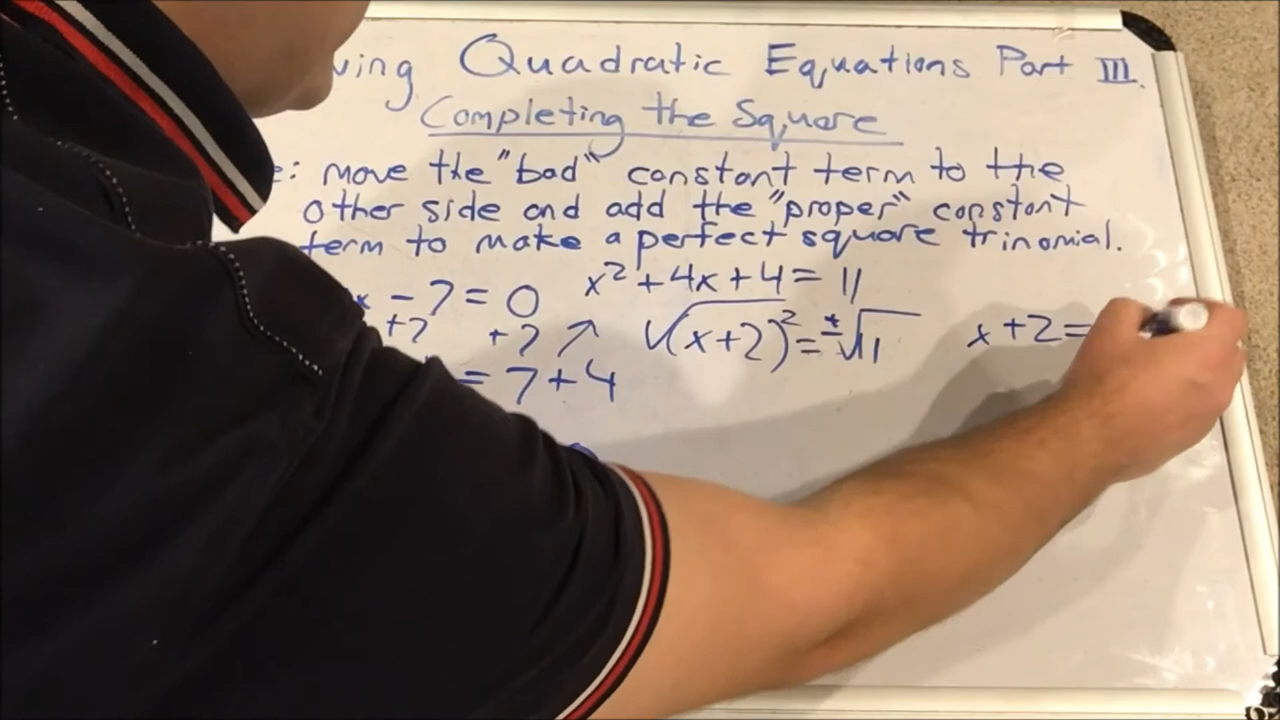 ving Quadratic Equations Part III.
Completing the Square
e: move the "bad" constant term to the
other side and add the "proper" constant
term to make a perfect square trinomial.
x - 7 = 0
+7 +7 ↗
= 7 + 4
x² + 4x + 4 = 11
√(x+2)² = ±√11
x + 2 =